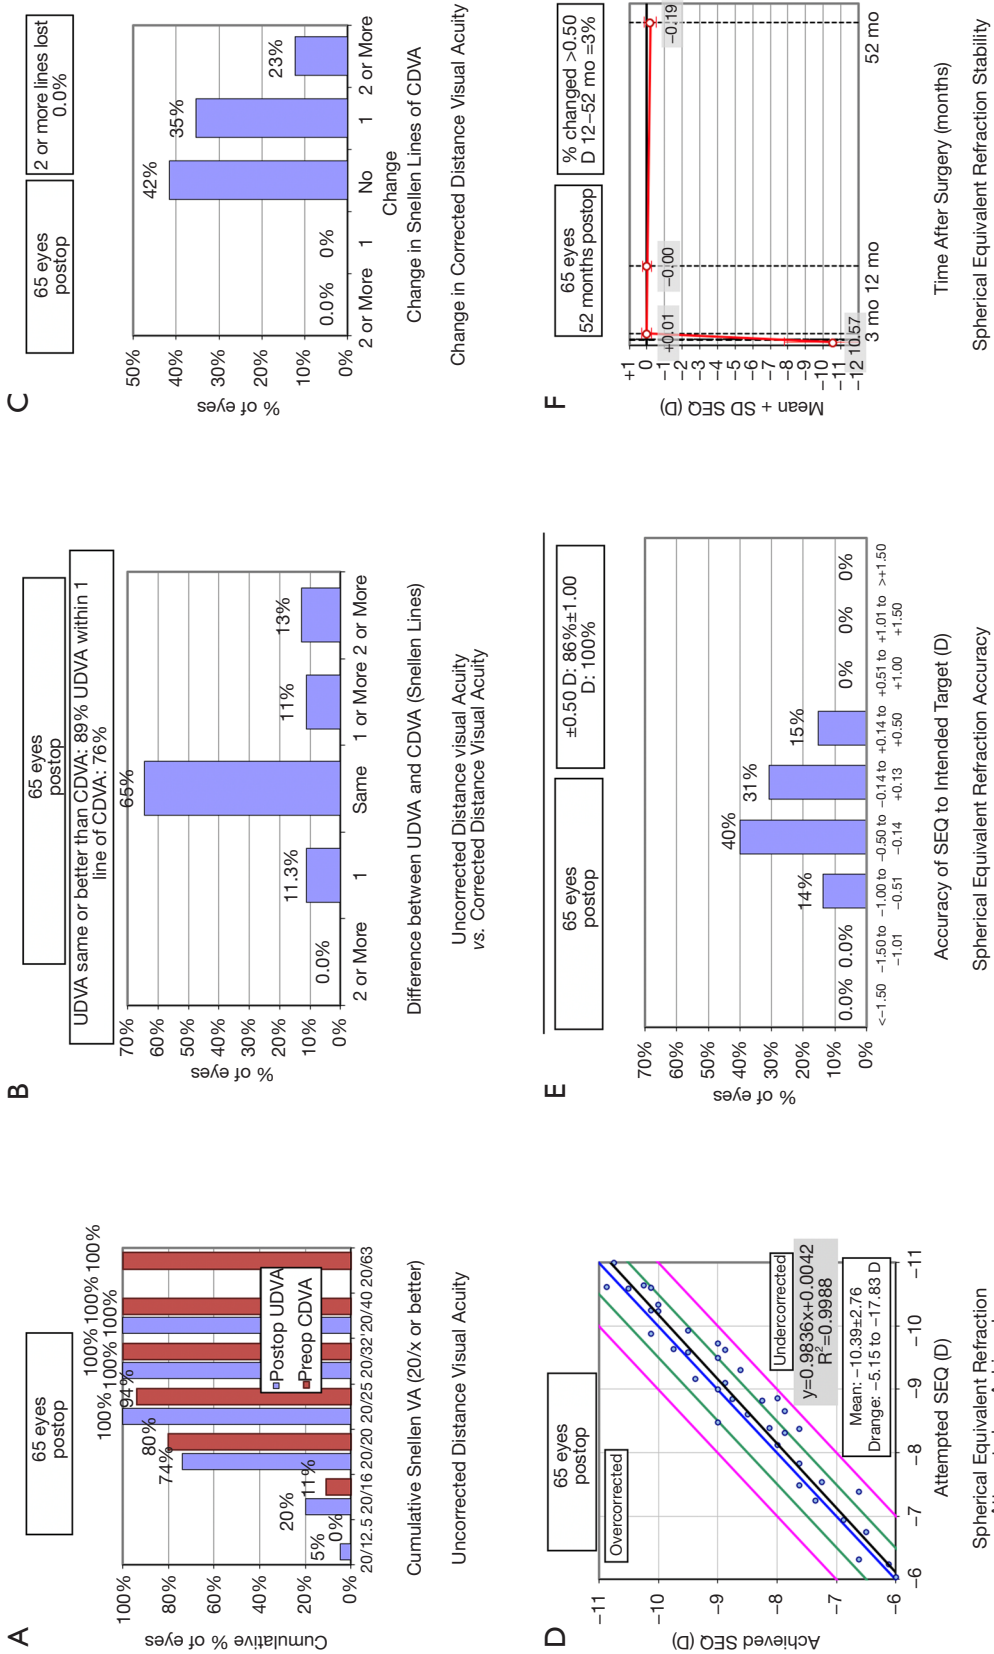 A
65 eyes
postop
100%
80%
60%
40%
20%
0%
Cumulative % of eyes
5%
0%
20%
11%
74%
80%
100%
94%
100%
100%
100%
100%
100%
Postop UDVA
Preop CDVA
20/12.5 20/16 20/20 20/25 20/32 20/40 20/63
Cumulative Snellen VA (20/x or better)
Uncorrected Distance Visual Acuity
B
65 eyes
postop
UDVA same or better than CDVA: 89% UDVA within 1
line of CDVA: 76%
70%
60%
50%
40%
30%
20%
10%
0%
% of eyes
0.0%
11.3%
65%
11%
13%
2 or More 1 Same 1 or More 2 or More
Difference between UDVA and CDVA (Snellen Lines)
Uncorrected Distance visual Acuity
vs. Corrected Distance Visual Acuity
C
65 eyes
postop
2 or more lines lost
0.0%
50%
40%
30%
20%
10%
0%
% of eyes
0.0%
0%
42%
35%
23%
2 or More 1 No 1 2 or More
Change
Change in Snellen Lines of CDVA
Change in Corrected Distance Visual Acuity
D
65 eyes
postop
Overcorrected
−11
−10
−9
−8
−7
−6
Achieved SEQ (D)
Undercorrected
y=0.9836x+0.0042
R²=0.9988
Mean: −10.39±2.76
Drange: −5.15 to −17.83 D
−6 −7 −8 −9 −10 −11
Attempted SEQ (D)
Spherical Equivalent Refraction
E
65 eyes
postop
±0.50 D: 86%±1.00
D: 100%
70%
60%
50%
40%
30%
20%
10%
0%
% of eyes
0.0%
0.0%
14%
40%
31%
15%
0%
0%
0%
<−1.50 −1.50 to −1.00 to −0.50 to −0.14 to +0.14 to +0.51 to +1.01 to >+1.50
−1.01 −0.51 −0.14 +0.13 +0.50 +1.00 +1.50
Accuracy of SEQ to Intended Target (D)
Spherical Equivalent Refraction Accuracy
F
65 eyes
52 months postop
% changed >0.50
D 12−52 mo =3%
+1
0
−1
−2
−3
−4
−5
−6
−7
−8
−9
−10
−11
−12
Mean + SD SEQ (D)
10.57
+0.01
−0.00
−0.19
3 mo 12 mo 52 mo
Time After Surgery (months)
Spherical Equivalent Refraction Stability